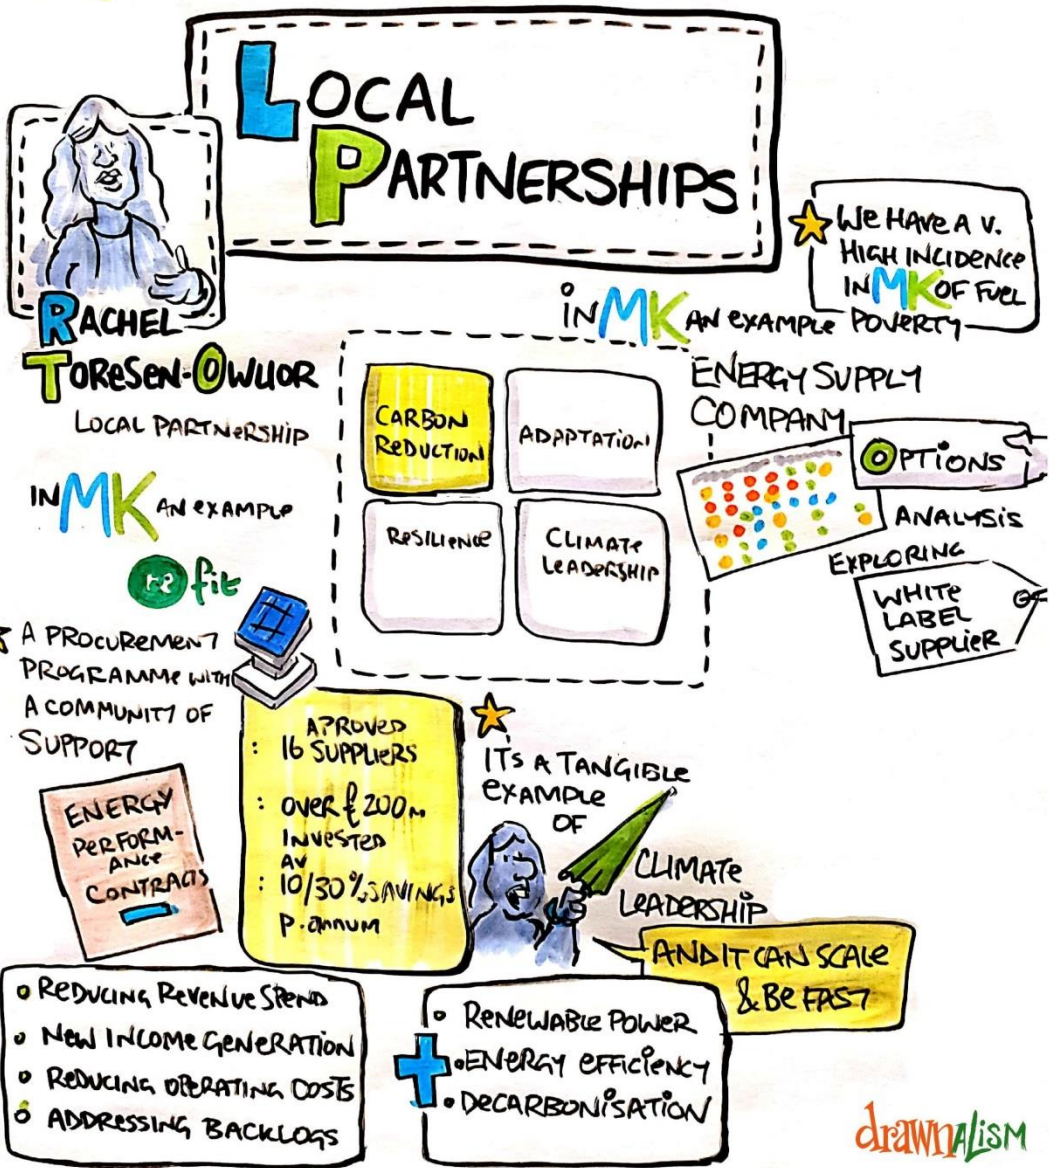 LOCAL
PARTNERSHIPS
RACHEL
TORESEN-OWUOR
LOCAL PARTNERSHIP
IN MK AN EXAMPLE
re fit
A PROCUREMENT
PROGRAMME WITH
A COMMUNITY OF
SUPPORT
ENERGY
PERFORM-
ANCE
CONTRACTS
APROVED
: 16 SUPPLIERS
: OVER £200M
INVESTED
AV
: 10/30% SAVINGS
P. ANNUM
IN MK AN EXAMPLE
CARBON
REDUCTION
ADAPTATION
RESILIENCE
CLIMATE
LEADERSHIP
WE HAVE A V.
HIGH INCIDENCE
IN MK OF FUEL
POVERTY
ENERGY SUPPLY
COMPANY
OPTIONS
ANALYSIS
EXPLORING
WHITE
LABEL
SUPPLIER
ITS A TANGIBLE
EXAMPLE
OF
CLIMATE
LEADERSHIP
AND IT CAN SCALE
& BE FAST
REDUCING REVENUE SPEND
NEW INCOME GENERATION
REDUCING OPERATING COSTS
ADDRESSING BACKLOGS
RENEWABLE POWER
ENERGY EFFICIENCY
DECARBONISATION
drawnalism